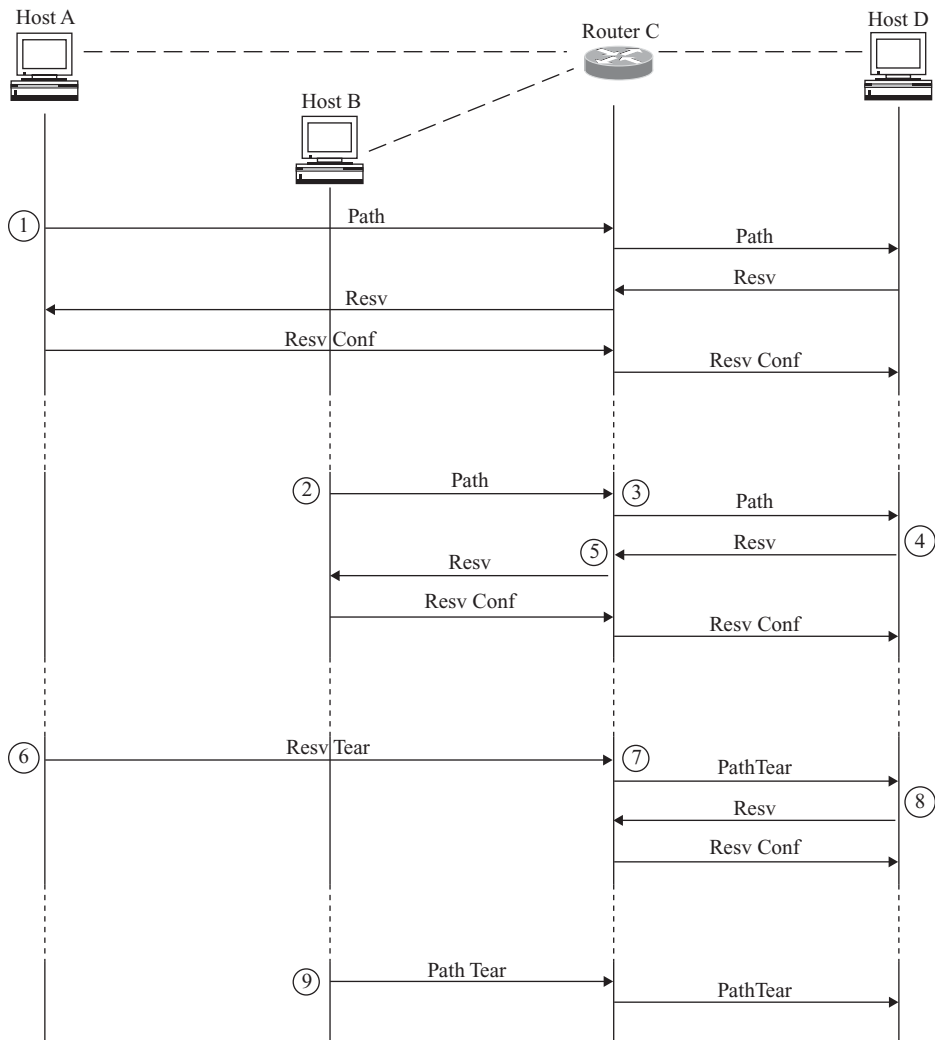 Host A
Router C
Host D
Host B
1
Path
Path
Resv
Resv
Resv Conf
Resv Conf
2
Path
3
Path
4
Resv
5
Resv
Resv Conf
Resv Conf
6
Resv Tear
7
PathTear
8
Resv
Resv Conf
9
Path Tear
PathTear